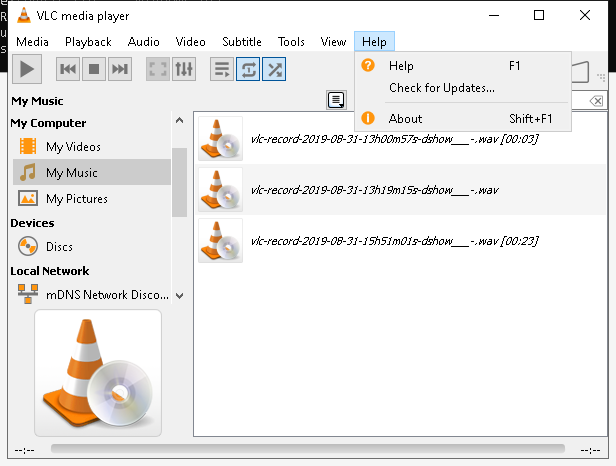 VLC media player
Media Playback Audio Video Subtitle Tools View Help
Help F1
Check for Updates...
About Shift+F1
My Music
My Computer
My Videos
My Music
My Pictures
Devices
Discs
Local Network
mDNS Network Disco...
vlc-record-2019-08-31-13h00m57s-dshow___-.wav [00:03]
vlc-record-2019-08-31-13h19m15s-dshow___-.wav
vlc-record-2019-08-31-15h51m01s-dshow___-.wav [00:23]
--:-- --:--